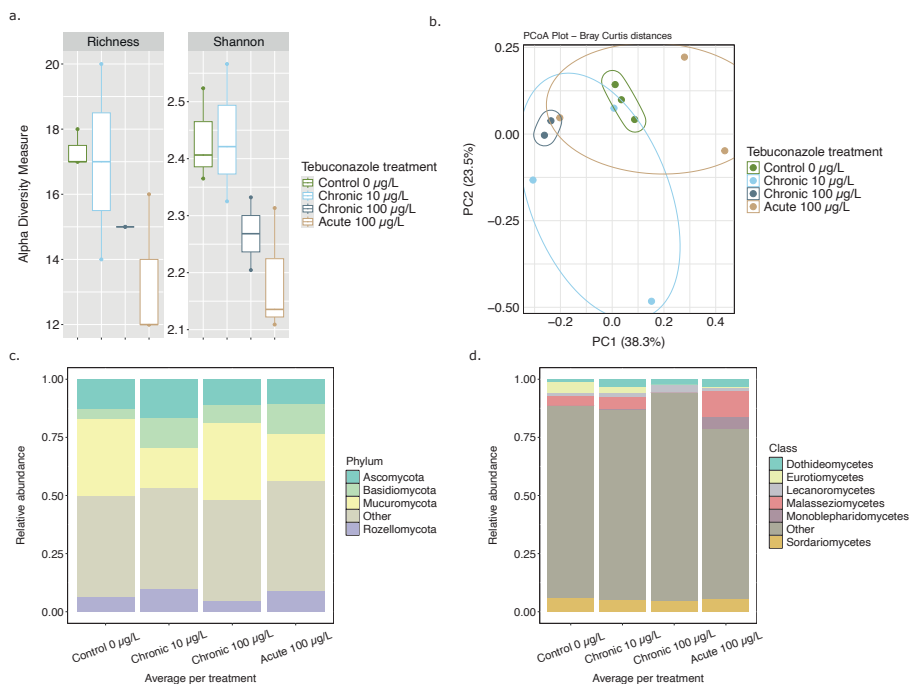 a.
Richness
Shannon
Alpha Diversity Measure
20
18
16
14
12
2.5
2.4
2.3
2.2
2.1
Tebuconazole treatment
Control 0 µg/L
Chronic 10 µg/L
Chronic 100 µg/L
Acute 100 µg/L
b.
PCoA Plot – Bray Curtis distances
PC2 (23.5%)
0.25
0.00
−0.25
−0.50
−0.2
0.0
0.2
0.4
PC1 (38.3%)
Tebuconazole treatment
Control 0 µg/L
Chronic 10 µg/L
Chronic 100 µg/L
Acute 100 µg/L
c.
Relative abundance
1.00
0.75
0.50
0.25
0.00
Control 0 µg/L
Chronic 10 µg/L
Chronic 100 µg/L
Acute 100 µg/L
Average per treatment
Phylum
Ascomycota
Basidiomycota
Mucuromycota
Other
Rozellomycota
d.
Relative abundance
1.00
0.75
0.50
0.25
0.00
Control 0 µg/L
Chronic 10 µg/L
Chronic 100 µg/L
Acute 100 µg/L
Average per treatment
Class
Dothideomycetes
Eurotiomycetes
Lecanoromycetes
Malasseziomycetes
Monoblepharidomycetes
Other
Sordariomycetes